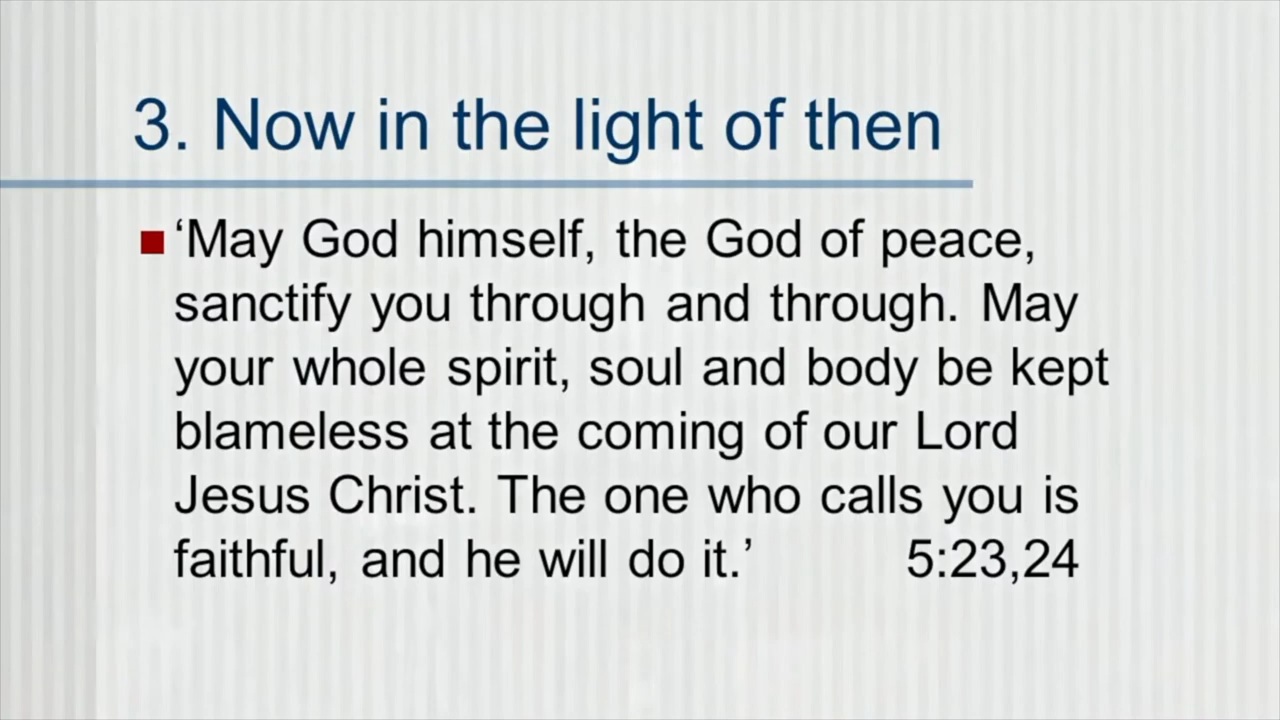 3. Now in the light of then
‘May God himself, the God of peace,
sanctify you through and through. May
your whole spirit, soul and body be kept
blameless at the coming of our Lord
Jesus Christ. The one who calls you is
faithful, and he will do it.’ 5:23,24